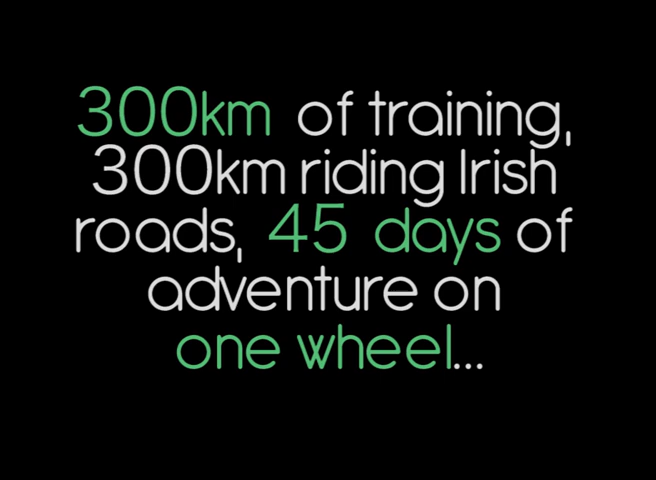 300km of training,
300km riding Irish
roads, 45 days of
adventure on
one wheel...